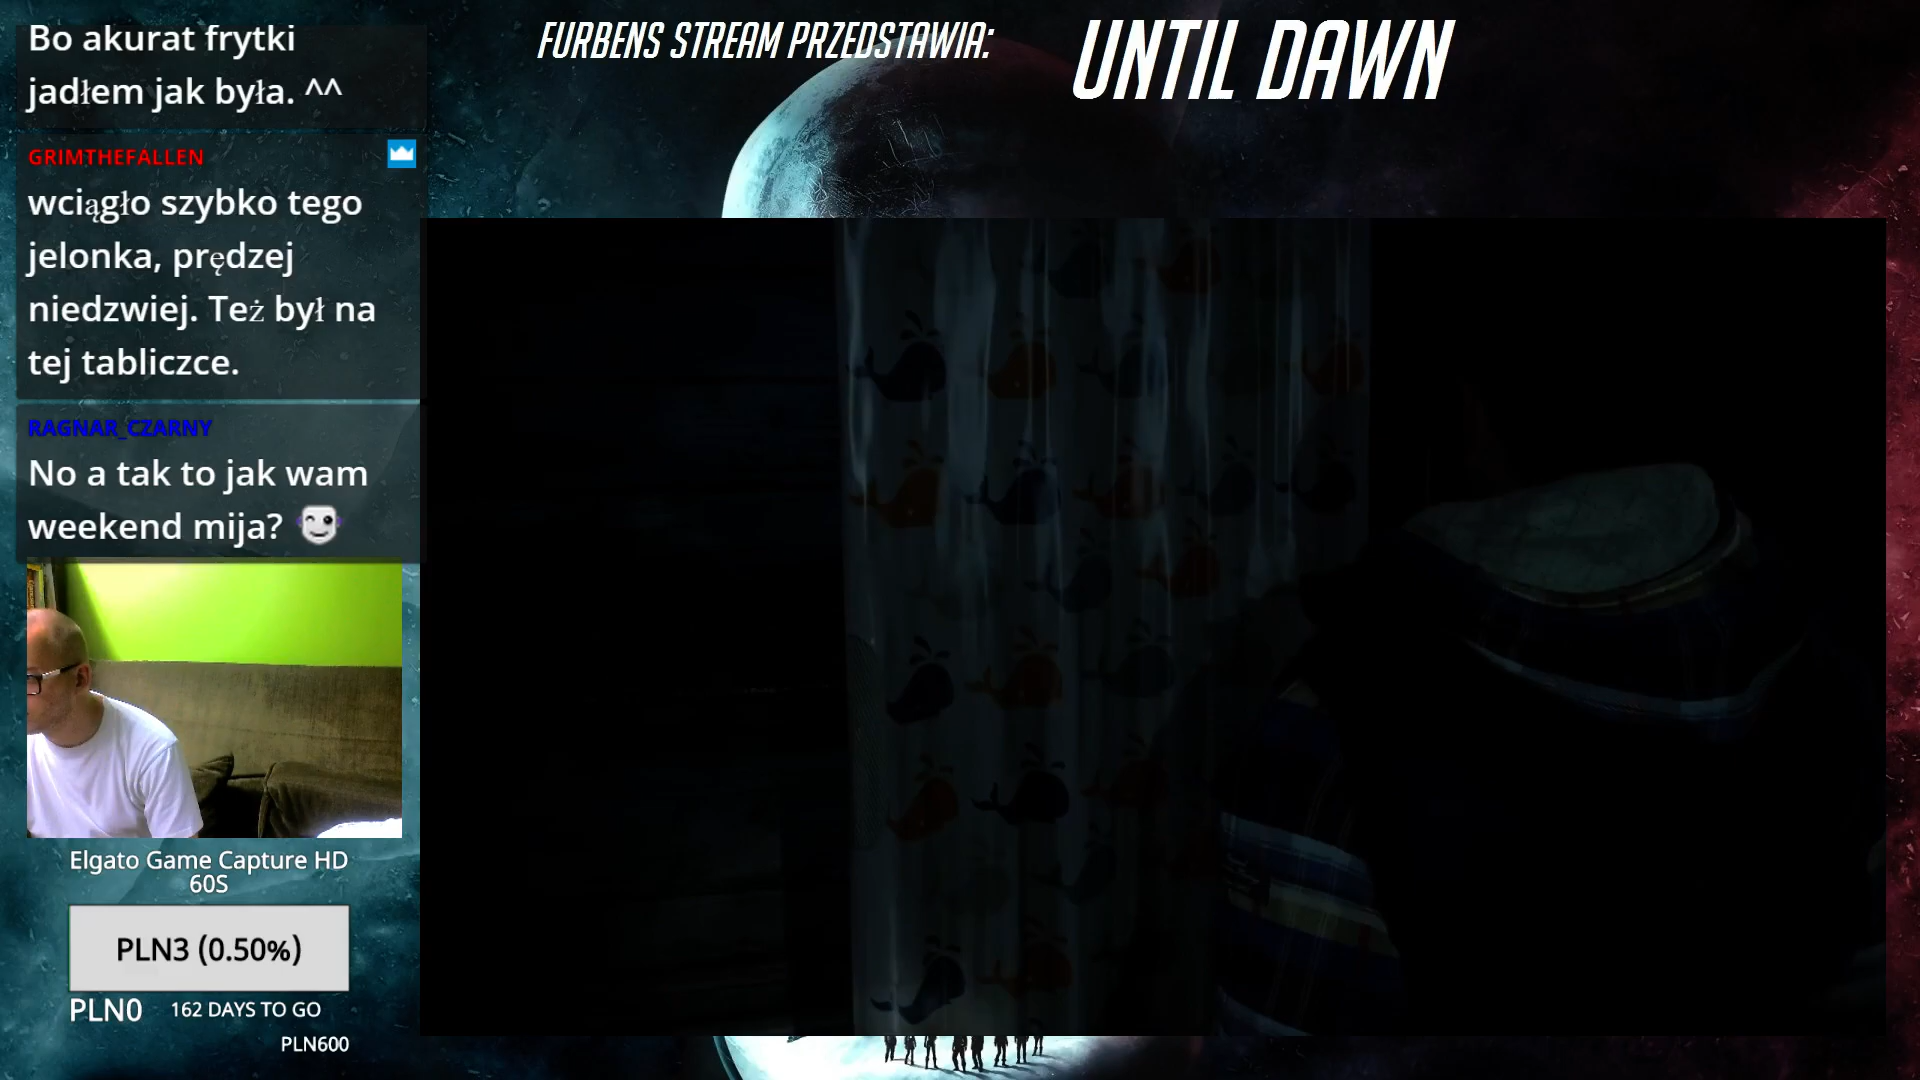 FURBENS STREAM PRZEDSTAWIA:
UNTIL DAWN
Bo akurat frytki
jadłem jak była. ^^
GRIMTHEFALLEN
wciągło szybko tego
jelonka, prędzej
niedzwiej. Też był na
tej tabliczce.
RAGNAR_CZARNY
No a tak to jak wam
weekend mija?
Elgato Game Capture HD
60S
PLN3 (0.50%)
PLN0 162 DAYS TO GO
PLN600